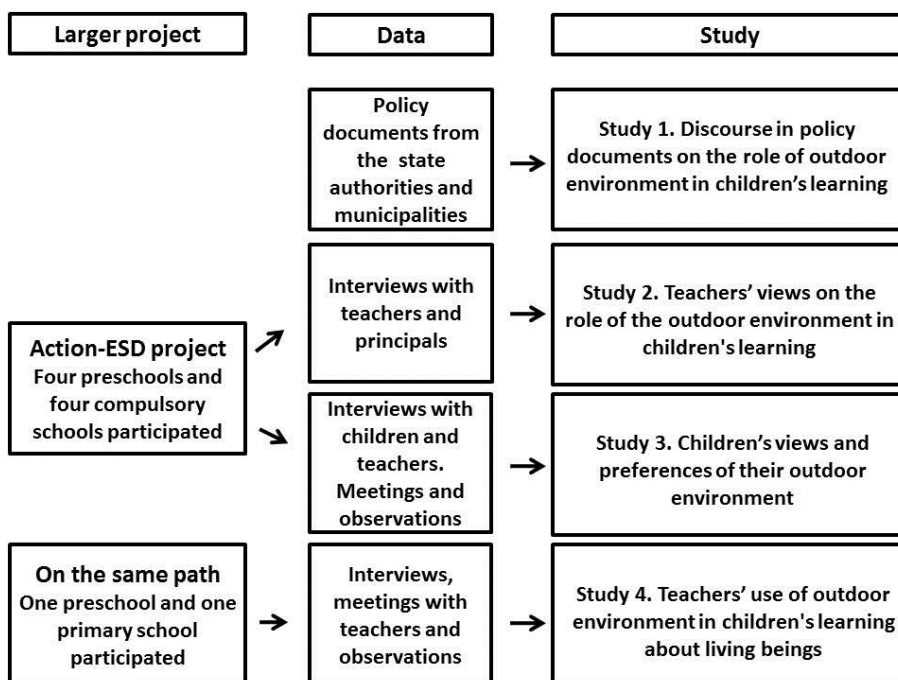 Larger project
Data
Study
Policy
documents from
the state
authorities and
municipalities
Study 1. Discourse in policy
documents on the role of outdoor
environment in children’s learning
Interviews with
teachers and
principals
Study 2. Teachers’ views on the
role of the outdoor environment in
children's learning
Action-ESD project
Four preschools and
four compulsory
schools participated
Interviews with
children and
teachers.
Meetings and
observations
Study 3. Children’s views and
preferences of their outdoor
environment
On the same path
One preschool and one
primary school
participated
Interviews,
meetings with
teachers and
observations
Study 4. Teachers’ use of outdoor
environment in children's learning
about living beings